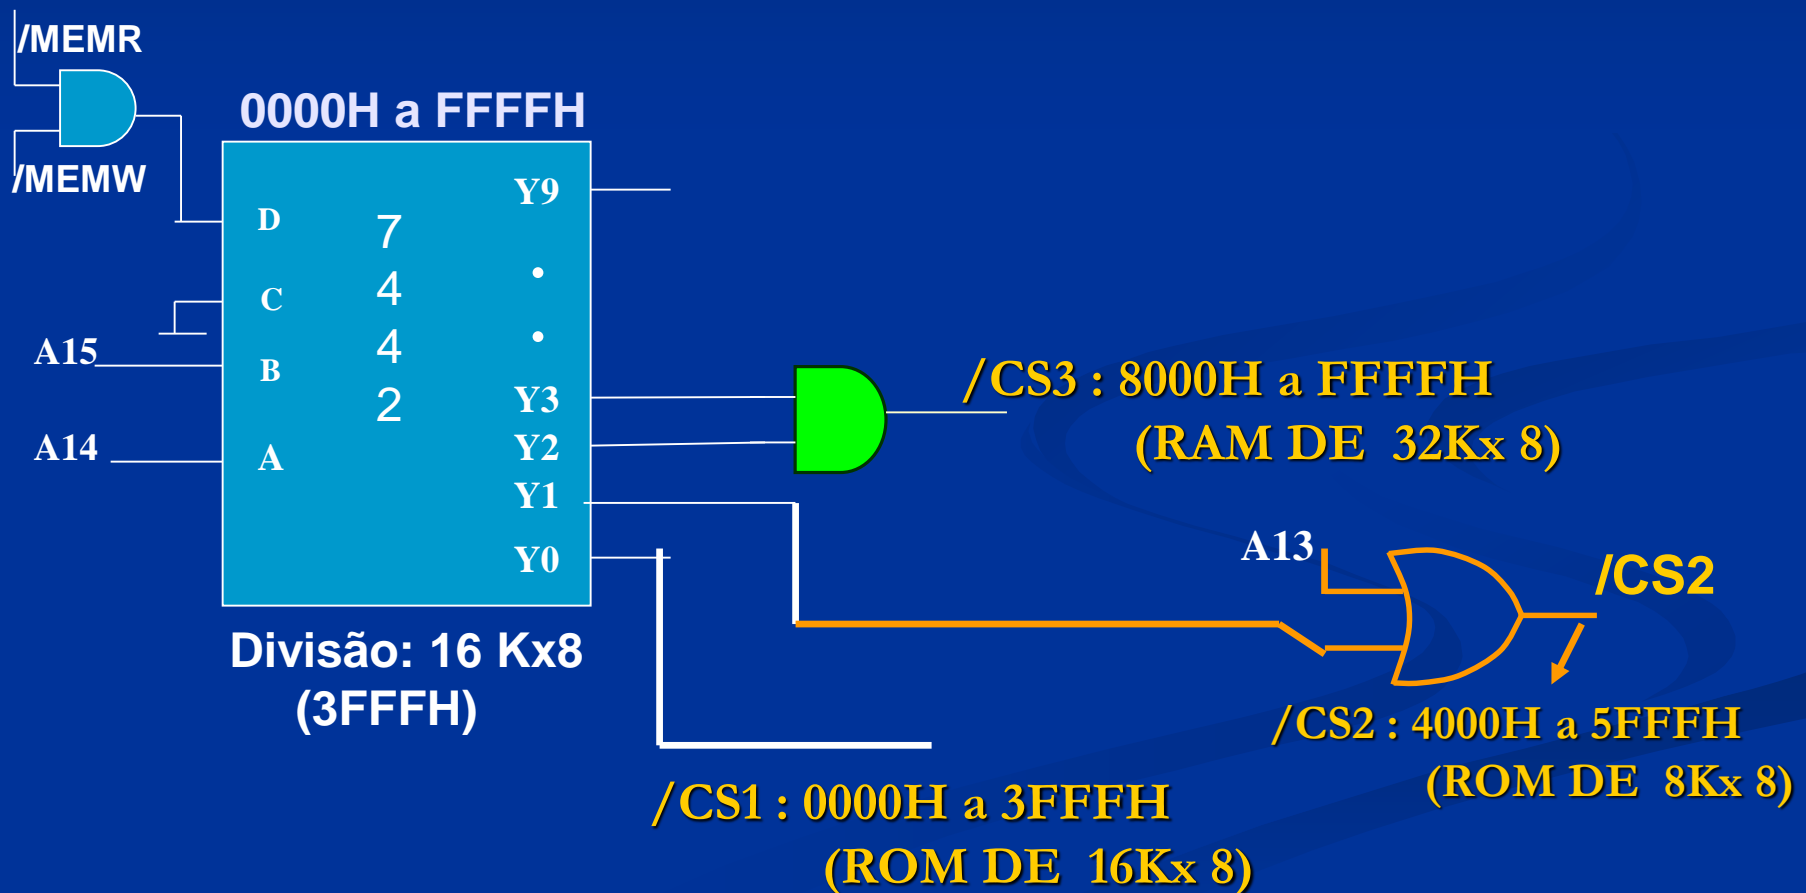 /MEMR
/MEMW
0000H a FFFFH
D
C
B
A
A15
A14
7
4
4
2
Y9
Y3
Y2
Y1
Y0
Divisão: 16 Kx8
(3FFFH)
/CS3 : 8000H a FFFFH
(RAM DE 32Kx 8)
A13
/CS2
/CS2 : 4000H a 5FFFH
(ROM DE 8Kx 8)
/CS1 : 0000H a 3FFFH
(ROM DE 16Kx 8)